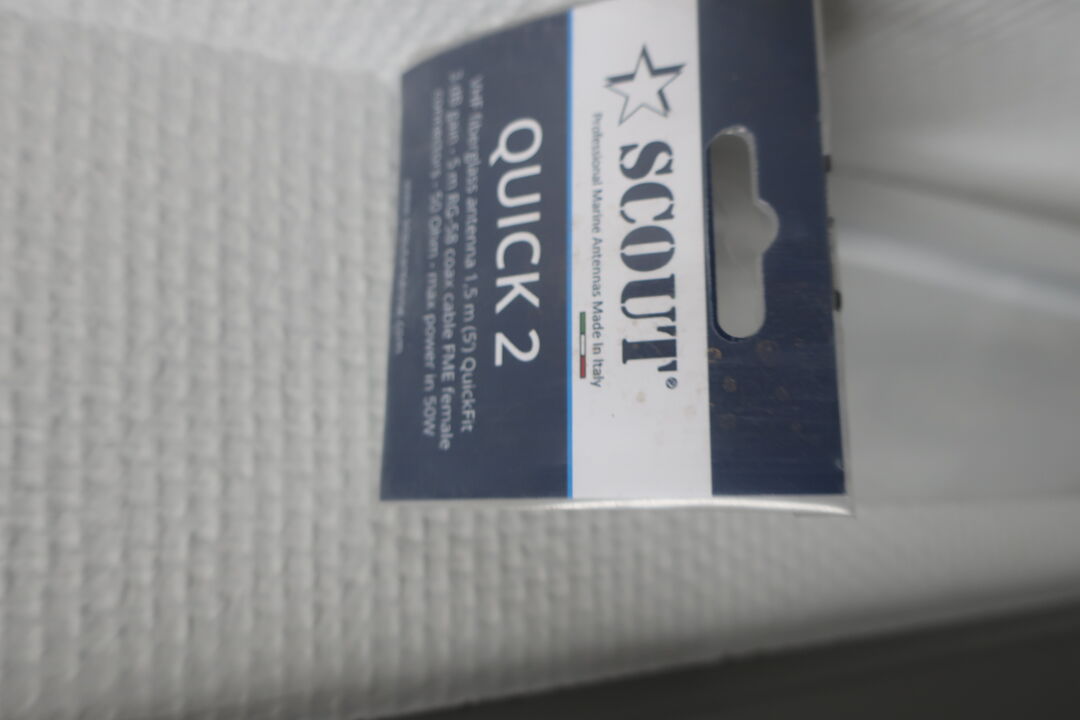 SCOUT®
Professional Marine Antennas Made in Italy
QUICK 2
VHF fiberglass antenna 1,5 m (5') QuickFit
3 dB gain - 5 m RG-58 coax cable FME female
connectors - 50 Ohm - max power in 50W